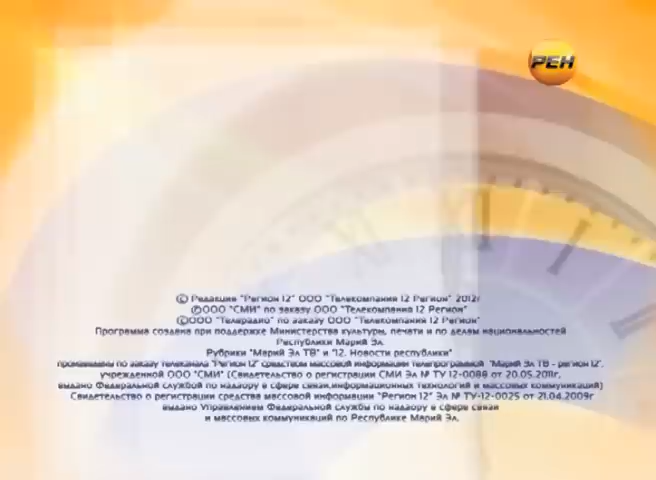 РЕН
© Редакция "Регион 12" ООО "Телекомпания 12 Регион" 2012г
©ООО "СМИ" по заказу ООО "Телекомпания 12 Регион"
©ООО "Телерадио" по заказу ООО "Телекомпания 12 Регион"
Программа создана при поддержке Министерства культуры, печати и по делам национальностей
Республики Марий Эл
Рубрики "Марий Эл ТВ" и "12. Новости республики"
произведены по заказу телеканала "Регион 12" средством массовой информации телепрограммой "Марий Эл ТВ - регион 12",
учрежденной ООО "СМИ" (Свидетельство о регистрации СМИ Эл № ТУ 12-0088 от 20.05.2011г,
выдано Федеральной службой по надзору в сфере связи,информационных технологий и массовых коммуникаций)
Свидетельство о регистрации средства массовой информации "Регион 12" Эл № ТУ-12-0025 от 21.04.2009г
выдано Управлением Федеральной службы по надзору в сфере связи
и массовых коммуникаций по Республике Марий Эл.